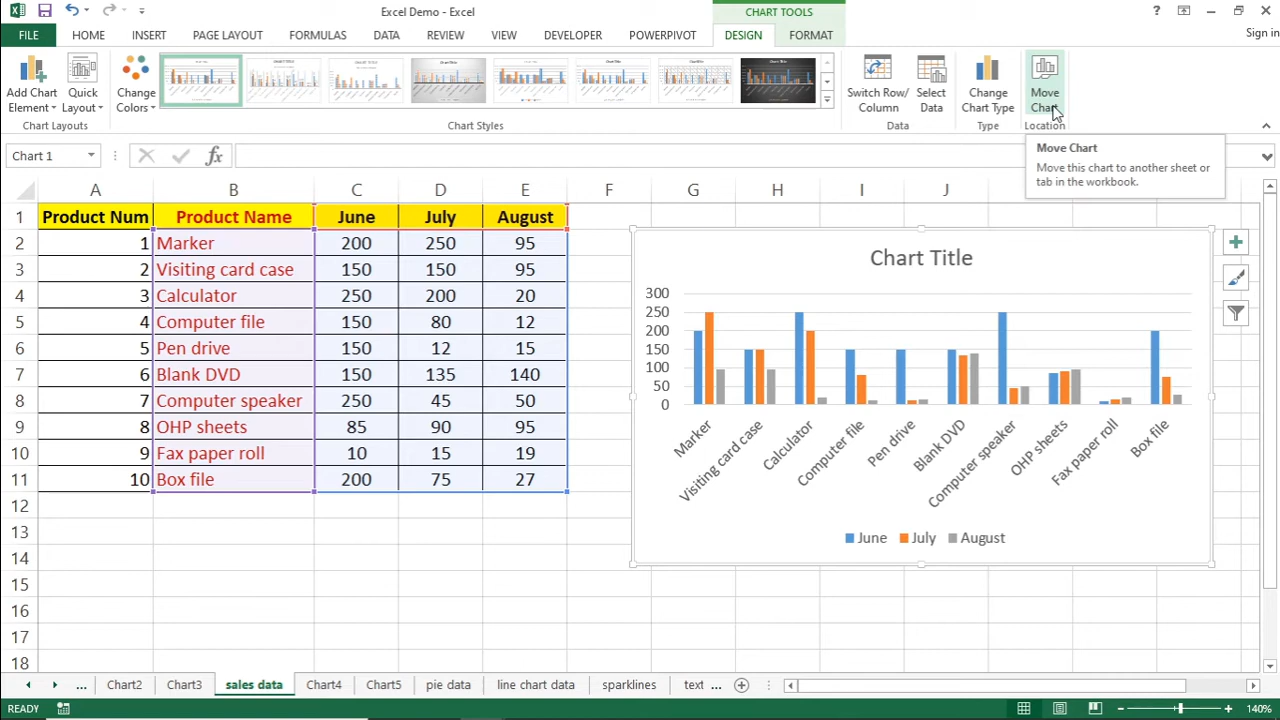 Excel Demo - Excel
CHART TOOLS
?
FILE
HOME
INSERT
PAGE LAYOUT
FORMULAS
DATA
REVIEW
VIEW
DEVELOPER
POWERPIVOT
DESIGN
FORMAT
Sign in
Add Chart
Element
Quick
Layout
Change
Colors
Switch Row/
Column
Select
Data
Change
Chart Type
Move
Chart
Chart Layouts
Chart Styles
Data
Type
Location
Move Chart
Move this chart to another sheet or
tab in the workbook.
Chart 1
fx
A B C D E F G H I J
1 Product Num Product Name June July August
2 1 Marker 200 250 95
3 2 Visiting card case 150 150 95
4 3 Calculator 250 200 20
5 4 Computer file 150 80 12
6 5 Pen drive 150 12 15
7 6 Blank DVD 150 135 140
8 7 Computer speaker 250 45 50
9 8 OHP sheets 85 90 95
10 9 Fax paper roll 10 15 19
11 10 Box file 200 75 27
12
13
14
15
16
17
18
Chart Title
300
250
200
150
100
50
0
Marker
Visiting card case
Calculator
Computer file
Pen drive
Blank DVD
Computer speaker
OHP sheets
Fax paper roll
Box file
June July August
... Chart2 Chart3 sales data Chart4 Chart5 pie data line chart data sparklines text ...
READY
140%